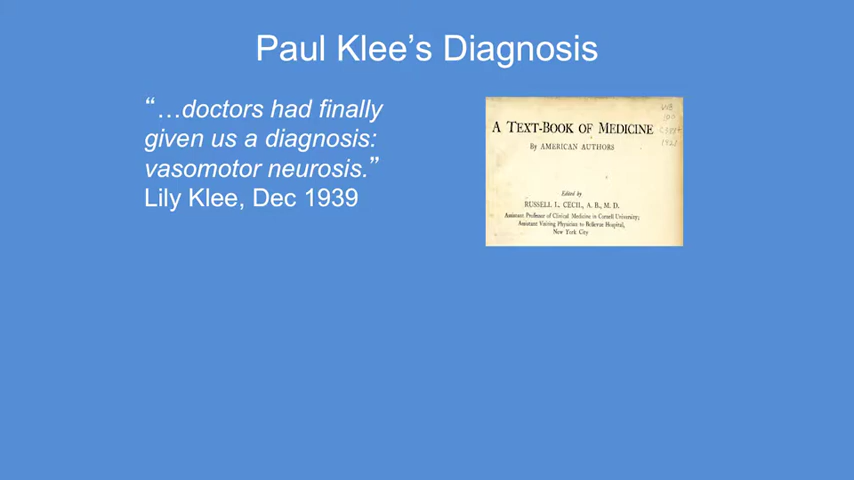 Paul Klee’s Diagnosis
“…doctors had finally
given us a diagnosis:
vasomotor neurosis.”
Lily Klee, Dec 1939
A TEXT-BOOK OF MEDICINE
By AMERICAN AUTHORS
Edited by
RUSSELL L. CECIL, A. B., M. D.
Assistant Professor of Clinical Medicine in Cornell University;
Assistant Visiting Physician to Bellevue Hospital,
New York City